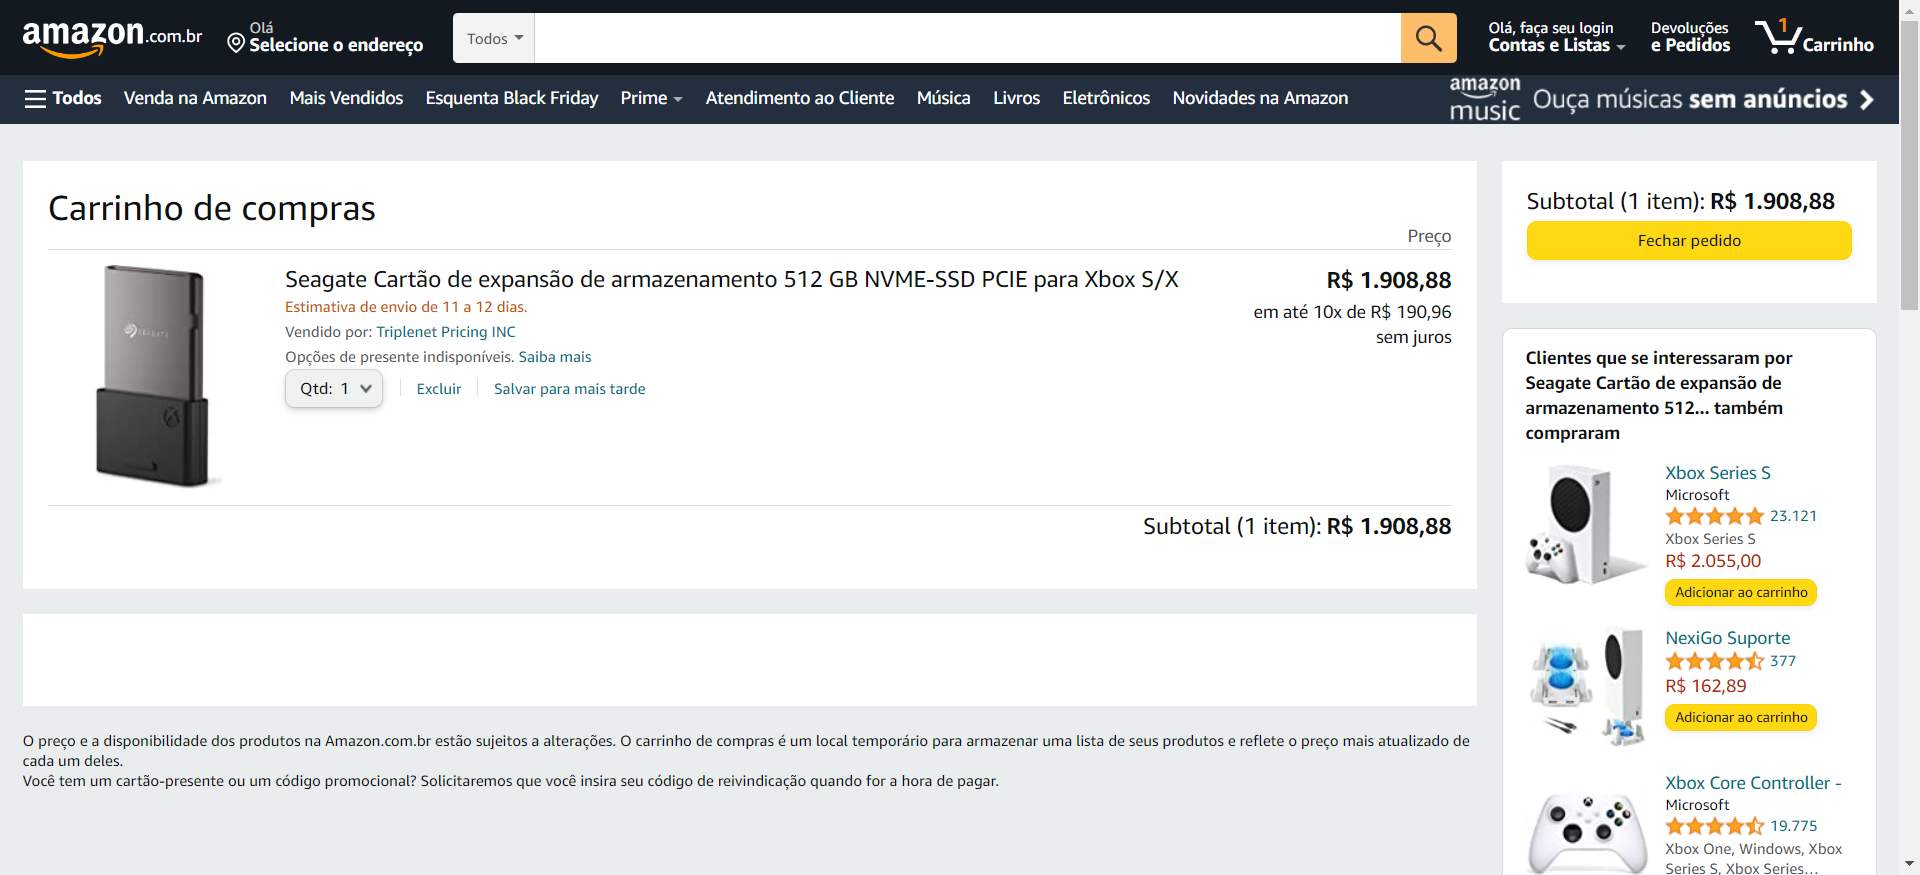 amazon.com.br
Olá
Selecione o endereço
Todos
Olá, faça seu login
Contas e Listas
Devoluções
e Pedidos
1
Carrinho
Todos
Venda na Amazon
Mais Vendidos
Esquenta Black Friday
Prime
Atendimento ao Cliente
Música
Livros
Eletrônicos
Novidades na Amazon
amazon music
Ouça músicas sem anúncios
Carrinho de compras
Preço
Seagate Cartão de expansão de armazenamento 512 GB NVME-SSD PCIE para Xbox S/X
R$ 1.908,88
Estimativa de envio de 11 a 12 dias.
em até 10x de R$ 190,96
sem juros
Vendido por: Triplenet Pricing INC
Opções de presente indisponíveis. Saiba mais
Qtd: 1
Excluir
Salvar para mais tarde
SEAGATE
Subtotal (1 item): R$ 1.908,88
O preço e a disponibilidade dos produtos na Amazon.com.br estão sujeitos a alterações. O carrinho de compras é um local temporário para armazenar uma lista de seus produtos e reflete o preço mais atualizado de
cada um deles.
Você tem um cartão-presente ou um código promocional? Solicitaremos que você insira seu código de reivindicação quando for a hora de pagar.
Subtotal (1 item): R$ 1.908,88
Fechar pedido
Clientes que se interessaram por
Seagate Cartão de expansão de
armazenamento 512... também
compraram
Xbox Series S
Microsoft
23.121
Xbox Series S
R$ 2.055,00
Adicionar ao carrinho
NexiGo Suporte
377
R$ 162,89
Adicionar ao carrinho
Xbox Core Controller -
Microsoft
19.775
Xbox One, Windows, Xbox
Series S, Xbox Series...